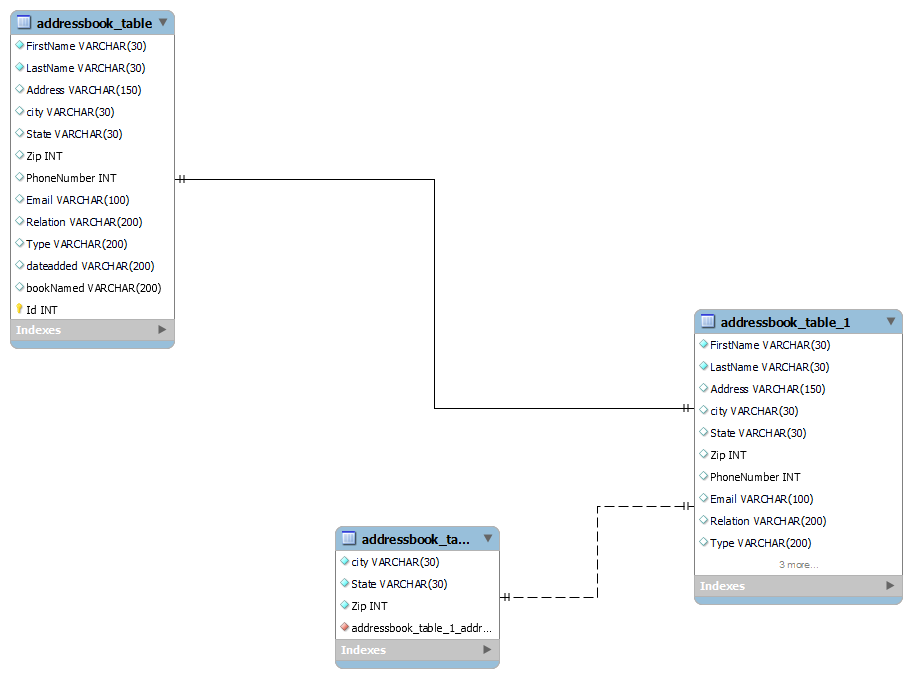 addressbook_table
FirstName VARCHAR(30)
LastName VARCHAR(30)
Address VARCHAR(150)
city VARCHAR(30)
State VARCHAR(30)
Zip INT
PhoneNumber INT
Email VARCHAR(100)
Relation VARCHAR(200)
Type VARCHAR(200)
dateadded VARCHAR(200)
bookNamed VARCHAR(200)
Id INT
Indexes
addressbook_table_1
FirstName VARCHAR(30)
LastName VARCHAR(30)
Address VARCHAR(150)
city VARCHAR(30)
State VARCHAR(30)
Zip INT
PhoneNumber INT
Email VARCHAR(100)
Relation VARCHAR(200)
Type VARCHAR(200)
3 more...
Indexes
addressbook_ta...
city VARCHAR(30)
State VARCHAR(30)
Zip INT
addressbook_table_1_addr...
Indexes